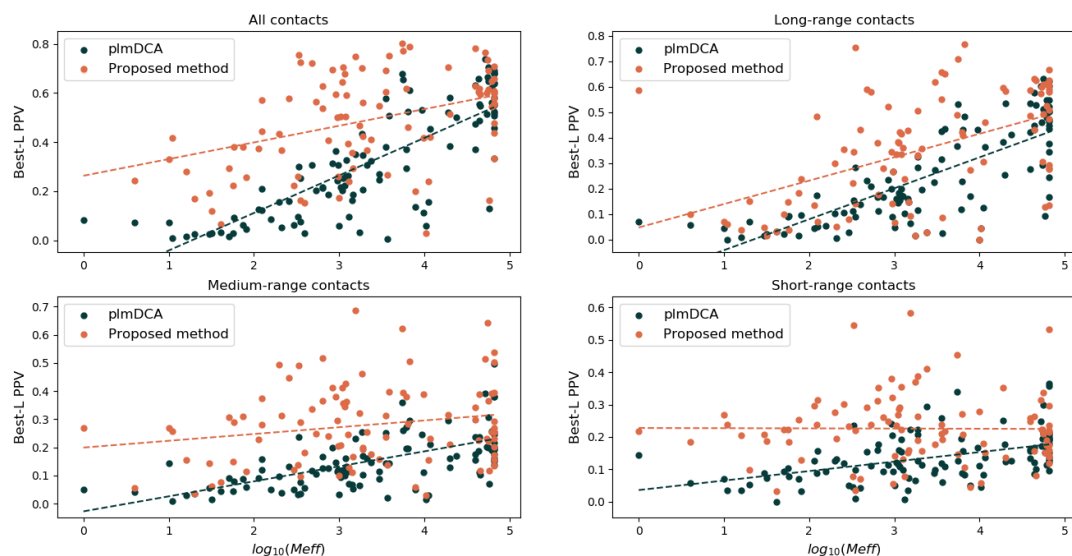 All contacts
Long-range contacts
0.8
0.6
0.4
0.2
0.0
Best-L PPV
plmDCA
Proposed method
0 1 2 3 4 5
0.8
0.7
0.6
0.5
0.4
0.3
0.2
0.1
0.0
Best-L PPV
plmDCA
Proposed method
0 1 2 3 4 5
Medium-range contacts
Short-range contacts
0.7
0.6
0.5
0.4
0.3
0.2
0.1
0.0
Best-L PPV
plmDCA
Proposed method
0 1 2 3 4 5
log10(Meff)
0.6
0.5
0.4
0.3
0.2
0.1
0.0
Best-L PPV
plmDCA
Proposed method
0 1 2 3 4 5
log10(Meff)